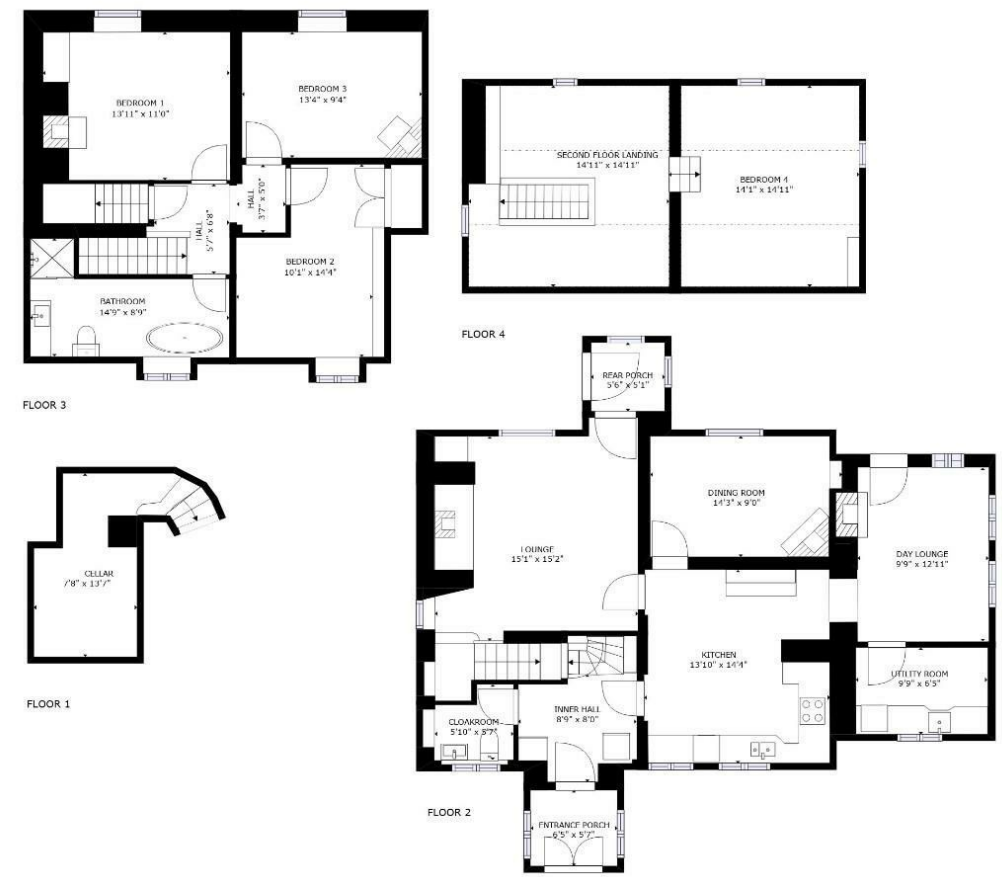 BEDROOM 1
13'11" x 11'0"
BEDROOM 3
13'4" x 9'4"
HALL
3'7" x 5'0"
HALL
5'7" x 6'8"
BEDROOM 2
10'1" x 14'4"
BATHROOM
14'9" x 8'9"
FLOOR 3
SECOND FLOOR LANDING
14'11" x 14'11"
BEDROOM 4
14'1" x 14'11"
FLOOR 4
CELLAR
7'8" x 13'7"
FLOOR 1
REAR PORCH
5'6" x 5'1"
LOUNGE
15'1" x 15'2"
DINING ROOM
14'3" x 9'0"
DAY LOUNGE
9'9" x 12'11"
KITCHEN
13'10" x 14'4"
UTILITY ROOM
9'9" x 6'5"
INNER HALL
8'9" x 8'0"
CLOAKROOM
5'10" x 5'7"
ENTRANCE PORCH
6'5" x 5'7"
FLOOR 2